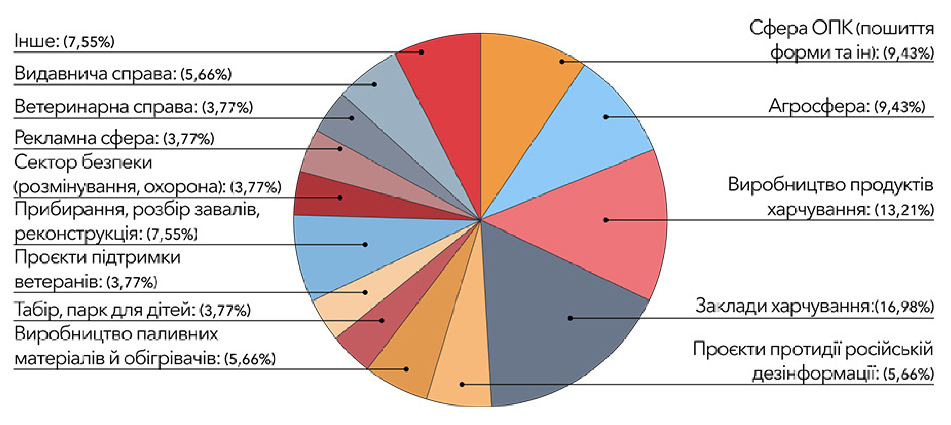 Інше: (7,55%)
Видавнича справа: (5,66%)
Ветеринарна справа: (3,77%)
Рекламна сфера: (3,77%)
Сектор безпеки
(розмінування, охорона): (3,77%)
Прибирання, розбір завалів,
реконструкція: (7,55%)
Проєкти підтримки
ветеранів: (3,77%)
Табір, парк для дітей: (3,77%)
Виробництво паливних
матеріалів й обігрівачів: (5,66%)
Сфера ОПК (пошиття
форми та ін): (9,43%)
Агросфера: (9,43%)
Виробництво продуктів
харчування: (13,21%)
Заклади харчування:(16,98%)
Проєкти протидії російській
дезінформації: (5,66%)